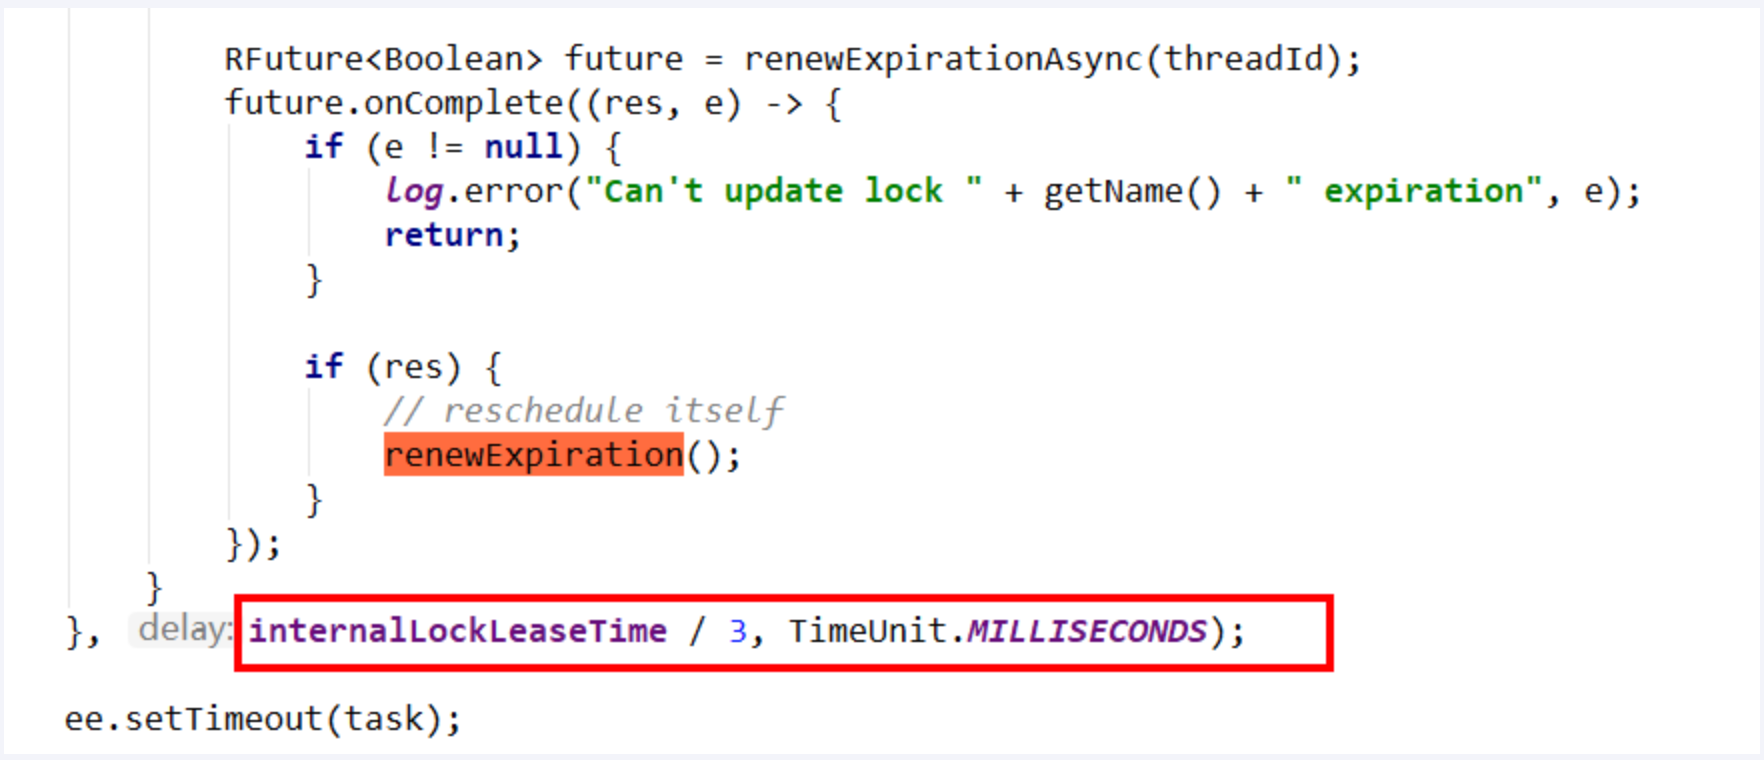 RFuture<Boolean> future = renewExpirationAsync(threadId);
future.onComplete((res, e) -> {
if (e != null) {
log.error("Can't update lock " + getName() + " expiration", e);
return;
}
if (res) {
// reschedule itself
renewExpiration();
}
});
}
}, delay: internalLockLeaseTime / 3, TimeUnit.MILLISECONDS);
ee.setTimeout(task);